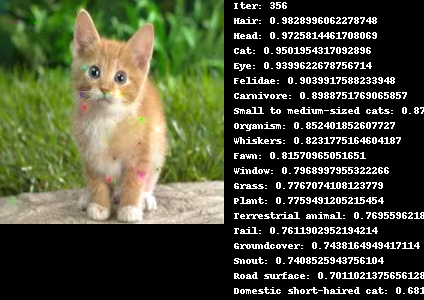 Iter: 356
Hair: 0.9828996062278748
Head: 0.9725814461708069
Cat: 0.9501954317092896
Eye: 0.9399622678756714
Felidae: 0.9039917588233948
Carnivore: 0.8988751769065857
Small to medium-sized cats: 0.87
Organism: 0.852401852607727
Whiskers: 0.8231775164604187
Fawn: 0.81570965051651
Window: 0.7968997955322266
Grass: 0.7767074108123779
Plant: 0.7759491205215454
Terrestrial animal: 0.7695596218
Tail: 0.7611902952194214
Groundcover: 0.7438164949417114
Snout: 0.7408525943756104
Road surface: 0.7011021375656128
Domestic short-haired cat: 0.681